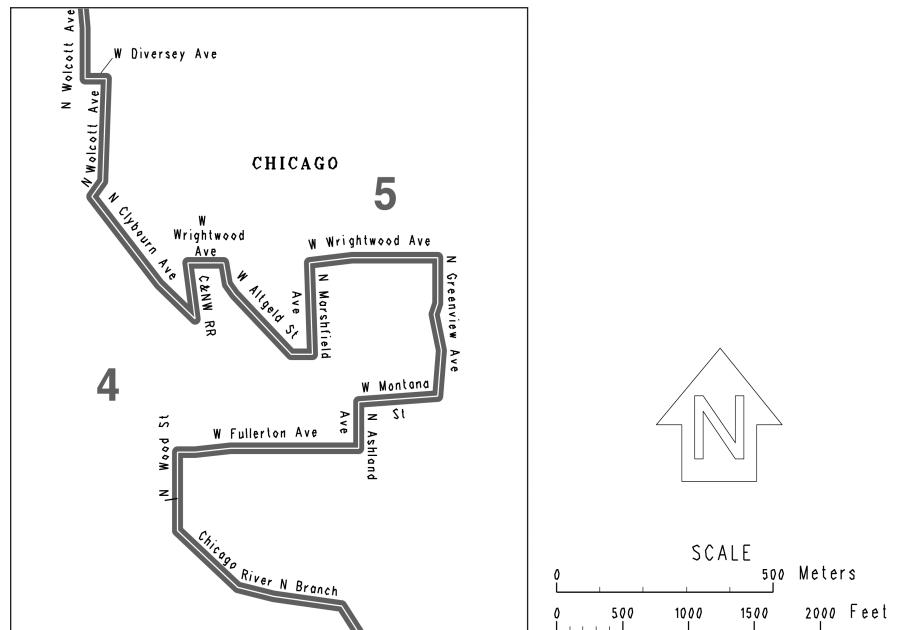 N Wolcott Ave
W Diversey Ave
N Wolcott Ave
CHICAGO
5
N Clybourn Ave
W
Wrightwood
Ave
W Wrightwood Ave
C&NW RR
W Altgeld St
N Marshfield
Ave
N Greenview Ave
4
W Montana
St
N Ashland
Ave
W Fullerton Ave
N Wood St
Chicago River N Branch
N
SCALE
0 500 Meters
0 500 1000 1500 2000 Feet